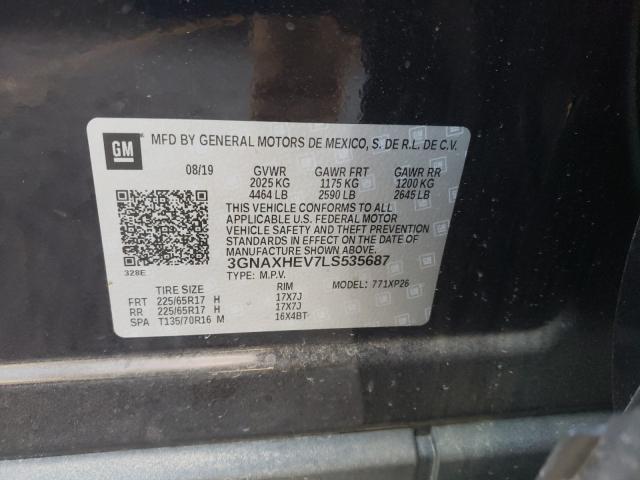 GM
MFD BY GENERAL MOTORS DE MEXICO, S. DE R.L. DE C.V.
08/19 GVWR GAWR FRT GAWR RR
2025 KG 1175 KG 1200 KG
4464 LB 2590 LB 2645 LB
THIS VEHICLE CONFORMS TO ALL
APPLICABLE U.S. FEDERAL MOTOR
VEHICLE SAFETY AND THEFT PREVENTION
STANDARDS IN EFFECT ON THE DATE OF
MANUFACTURE SHOWN ABOVE.
3GNAXHEV7LS535687
328E
TYPE: M.P.V. MODEL: 771XP26
TIRE SIZE RIM
FRT 225/65R17 H 17X7J
RR 225/65R17 H 17X7J
SPA T135/70R16 M 16X4BT